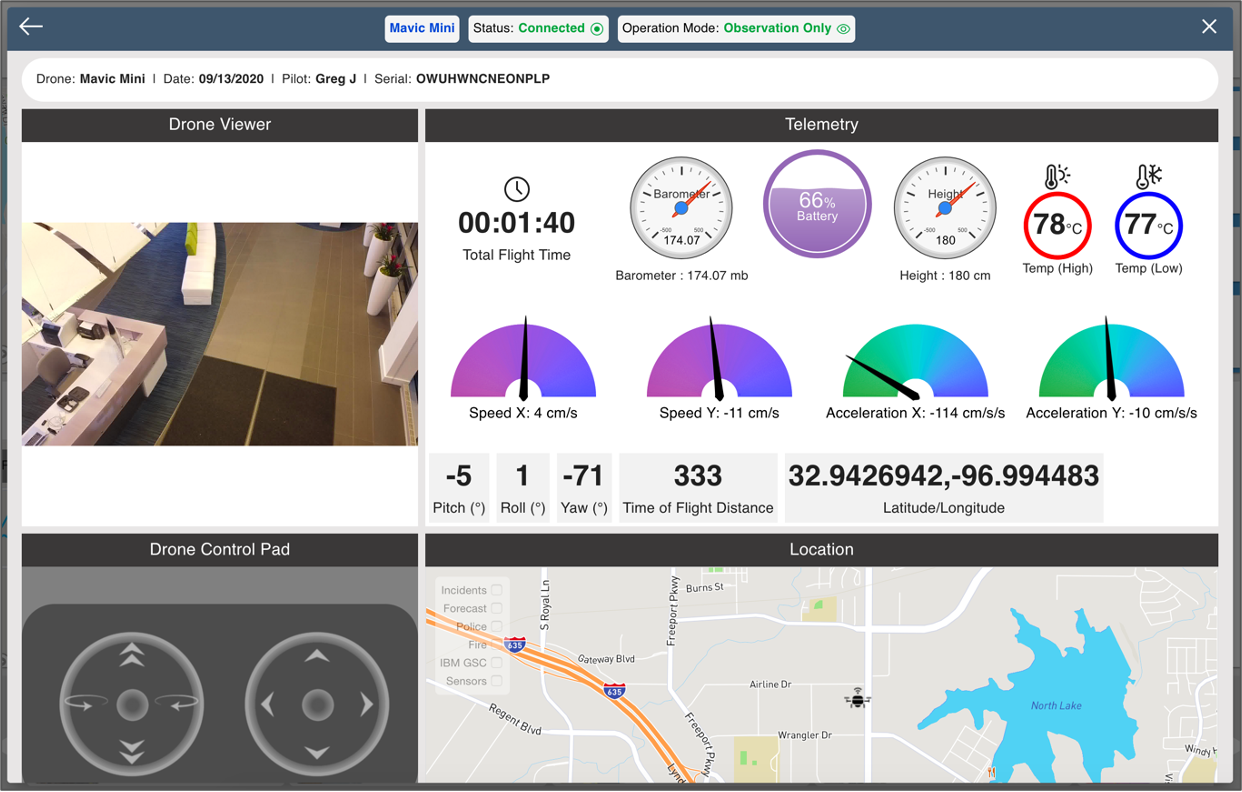 Mavic Mini
Status: Connected
Operation Mode: Observation Only
Drone: Mavic Mini | Date: 09/13/2020 | Pilot: Greg J | Serial: OWUHWNCNEONPLP
Drone Viewer
Telemetry
00:01:40
Total Flight Time
Barometer
-500 500
174.07
Barometer : 174.07 mb
66%
Battery
Height
-500 500
180
Height : 180 cm
78°C
Temp (High)
77°C
Temp (Low)
Speed X: 4 cm/s
Speed Y: -11 cm/s
Acceleration X: -114 cm/s/s
Acceleration Y: -10 cm/s/s
-5
Pitch (°)
1
Roll (°)
-71
Yaw (°)
333
Time of Flight Distance
32.9426942,-96.994483
Latitude/Longitude
Drone Control Pad
Location
Incidents
Forecast
Police
Fire
IBM GSC
Sensors
S Royal Ln
Freeport Pkwy
Burns St
635
Gateway Blvd
635
Airline Dr
Regent Blvd
Freeport Pkwy
Wrangler Dr
North Lake
Lynd
Windy H